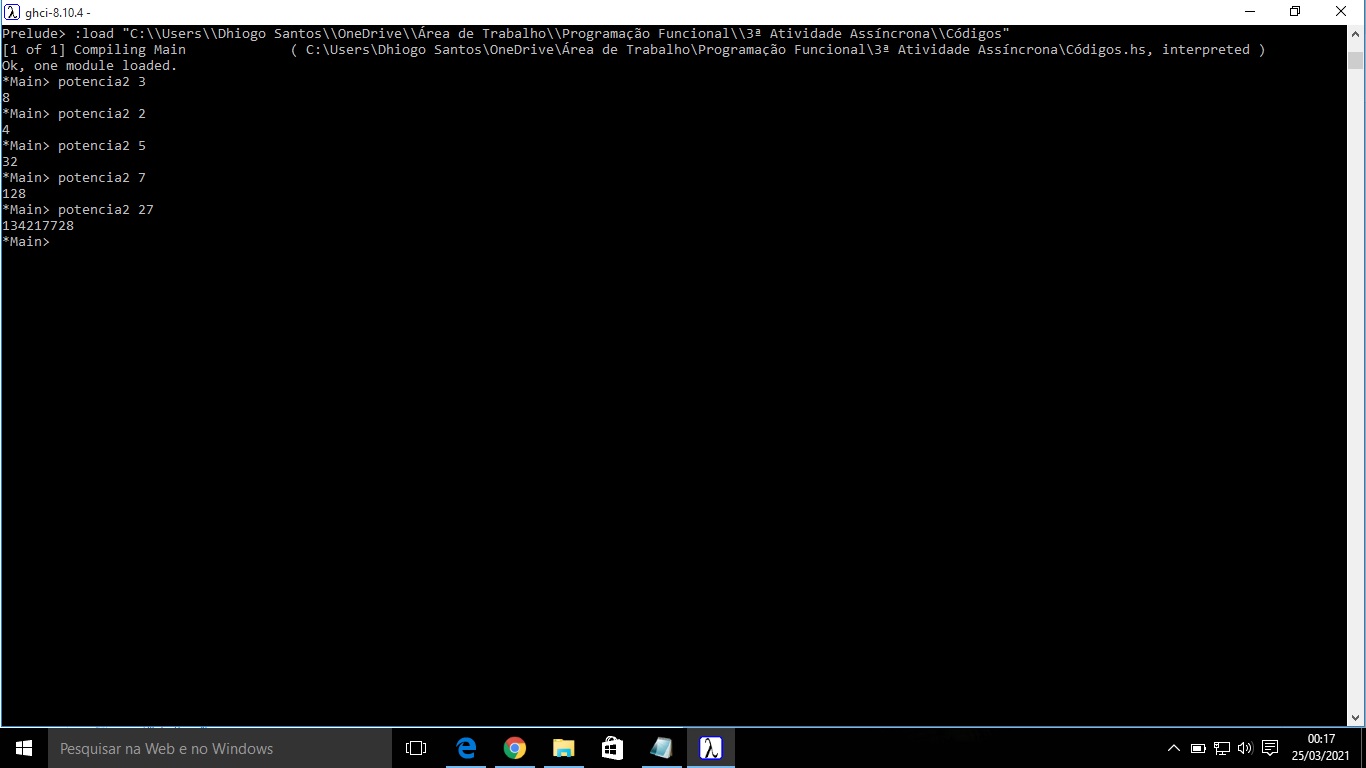 ghci-8.10.4 -
Prelude> :load "C:\\Users\\Dhiogo Santos\\OneDrive\\Área de Trabalho\\Programação Funcional\\3ª Atividade Assíncrona\\Códigos"
[1 of 1] Compiling Main             ( C:\Users\Dhiogo Santos\OneDrive\Área de Trabalho\Programação Funcional\3ª Atividade Assíncrona\Códigos.hs, interpreted )
Ok, one module loaded.
*Main> potencia2 3
8
*Main> potencia2 2
4
*Main> potencia2 5
32
*Main> potencia2 7
128
*Main> potencia2 27
134217728
*Main>
Pesquisar na Web e no Windows
00:17
25/03/2021